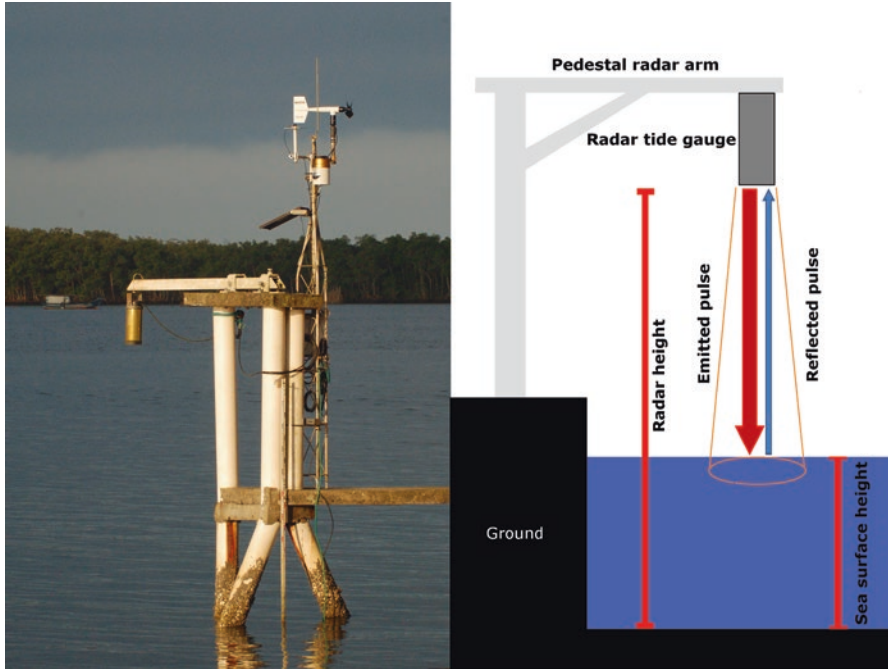 Pedestal radar arm
Radar tide gauge
Radar height
Emitted pulse
Reflected pulse
Ground
Sea surface height